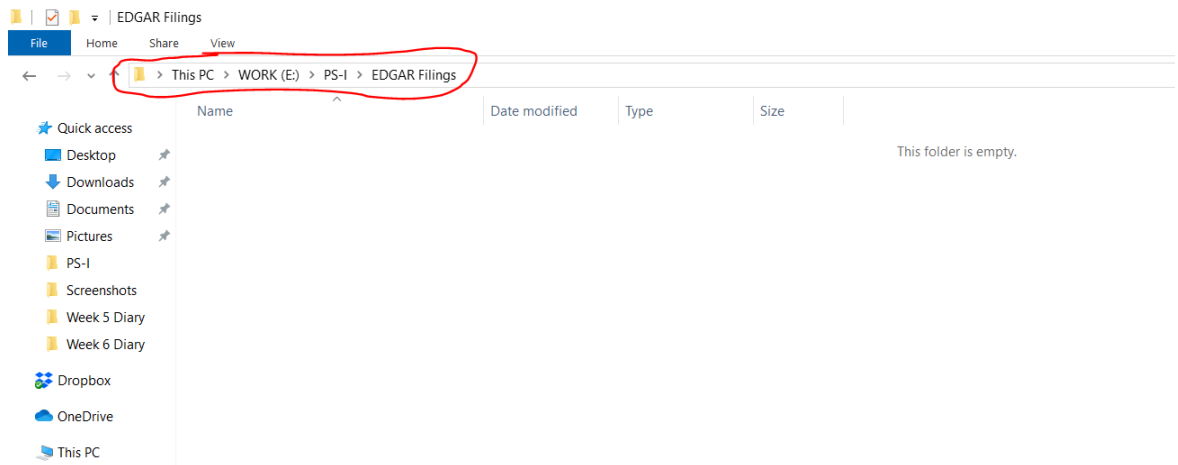 EDGAR Filings
File Home Share View
This PC > WORK (E:) > PS-I > EDGAR Filings
Name Date modified Type Size
This folder is empty.
Quick access
Desktop
Downloads
Documents
Pictures
PS-I
Screenshots
Week 5 Diary
Week 6 Diary
Dropbox
OneDrive
This PC